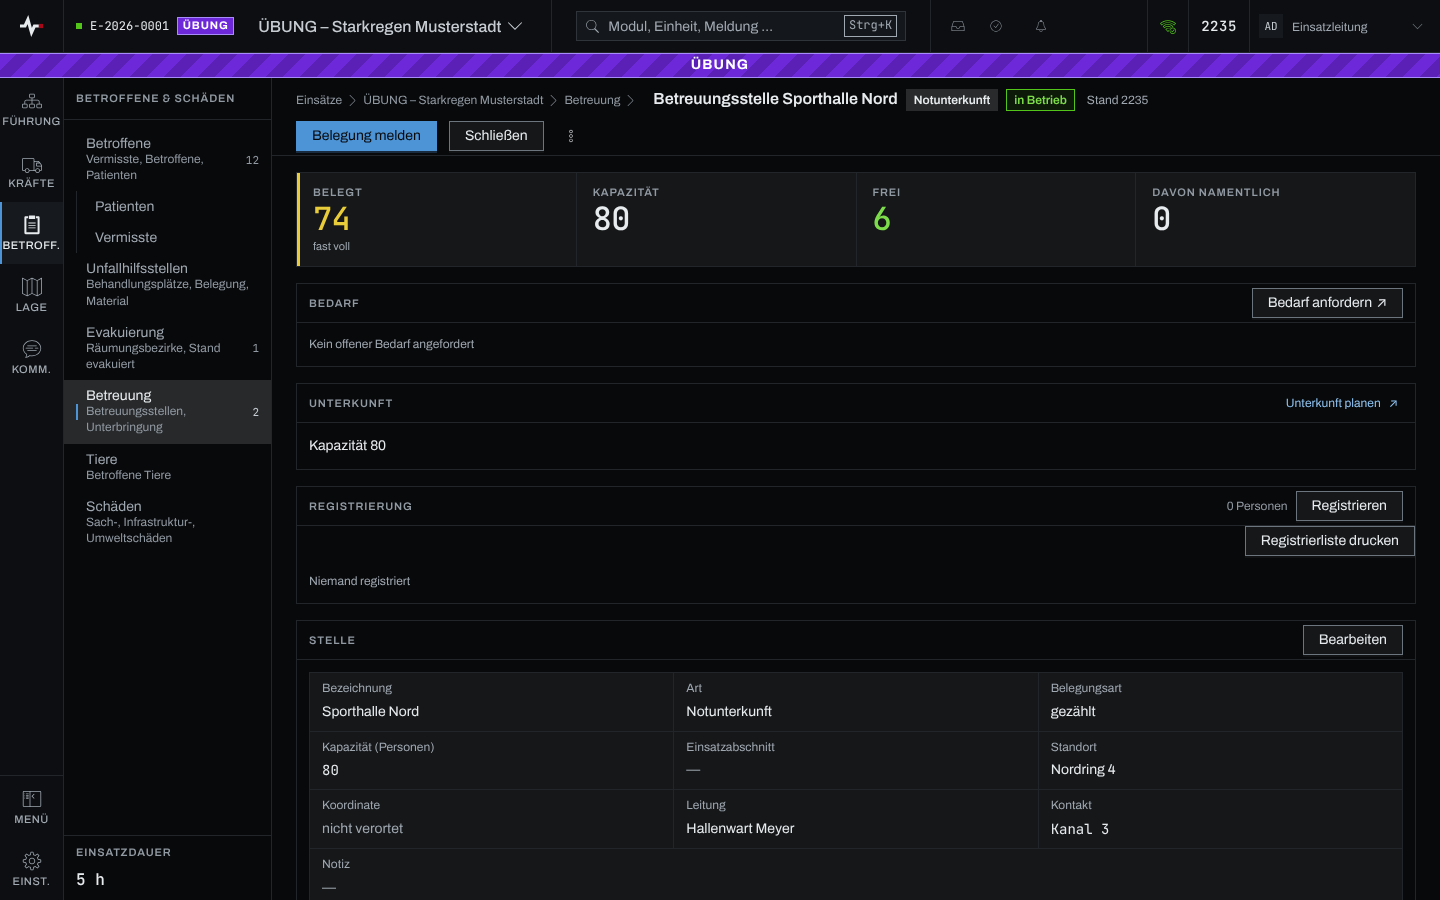 E-2026-0001 ÜBUNG ÜBUNG – Starkregen Musterstadt Modul, Einheit, Meldung ... Strg+K 2235 AD Einsatzleitung
ÜBUNG
FÜHRUNG
KRÄFTE
BETROFF.
LAGE
KOMM.
MENÜ
EINST.
BETROFFENE & SCHÄDEN
Betroffene
Vermisste, Betroffene, 12
Patienten
Patienten
Vermisste
Unfallhilfsstellen
Behandlungsplätze, Belegung,
Material
Evakuierung
Räumungsbezirke, Stand 1
evakuiert
Betreuung
Betreuungsstellen, 2
Unterbringung
Tiere
Betroffene Tiere
Schäden
Sach-, Infrastruktur-,
Umweltschäden
EINSATZDAUER
5 h
Einsätze ÜBUNG – Starkregen Musterstadt Betreuung Betreuungsstelle Sporthalle Nord Notunterkunft in Betrieb Stand 2235
Belegung melden Schließen
BELEGT KAPAZITÄT FREI DAVON NAMENTLICH
74 80 6 0
fast voll
BEDARF Bedarf anfordern
Kein offener Bedarf angefordert
UNTERKUNFT Unterkunft planen
Kapazität 80
REGISTRIERUNG 0 Personen Registrieren
Registrierliste drucken
Niemand registriert
STELLE Bearbeiten
Bezeichnung Art Belegungsart
Sporthalle Nord Notunterkunft gezählt
Kapazität (Personen) Einsatzabschnitt Standort
80 — Nordring 4
Koordinate Leitung Kontakt
nicht verortet Hallenwart Meyer Kanal 3
Notiz
—